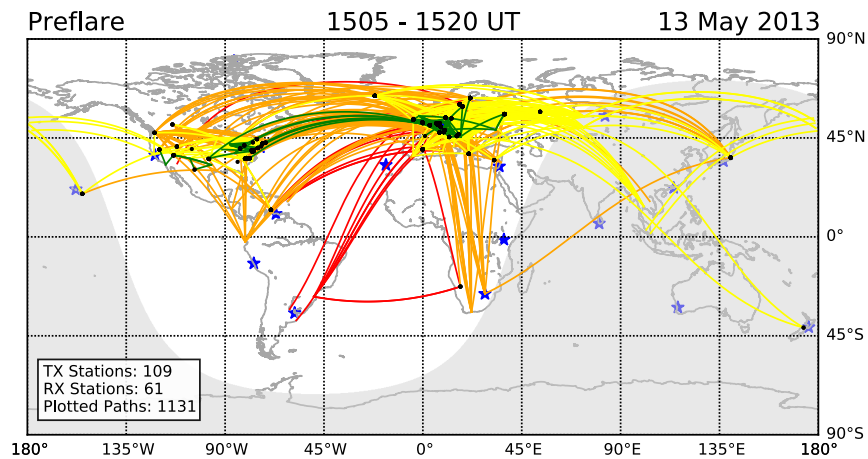 Preflare 1505 - 1520 UT 13 May 2013
90°N
45°N
0°
45°S
90°S
TX Stations: 109
RX Stations: 61
Plotted Paths: 1131
180° 135°W 90°W 45°W 0° 45°E 90°E 135°E 180°